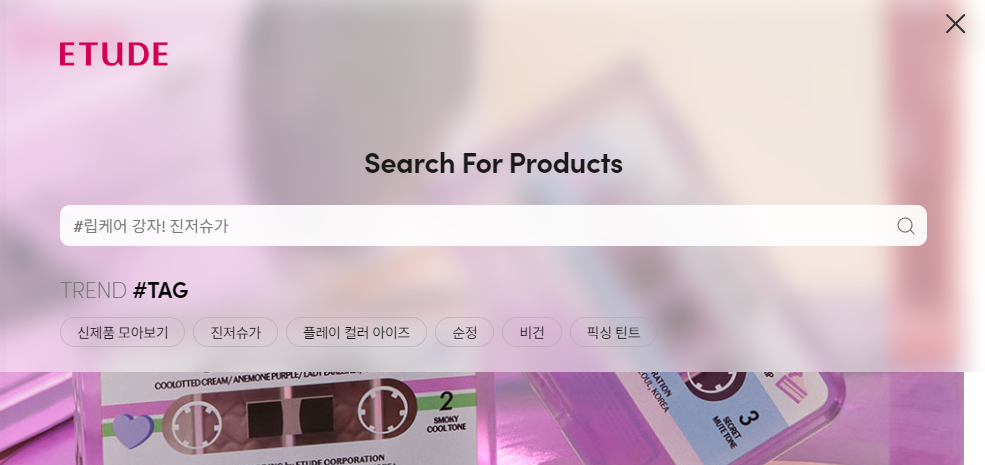 ETUDE
Search For Products
#립케어 강자! 진저슈가
TREND #TAG
신제품 모아보기
진저슈가
플레이 컬러 아이즈
순정
비건
픽싱 틴트
COOLOTTED CREAM/ ANEMONE PURPLE/
2
SMOKY
COOL TONE
3
SECRET
MUTE TONE
by ETUDE CORPORATION
SEOUL, KOREA